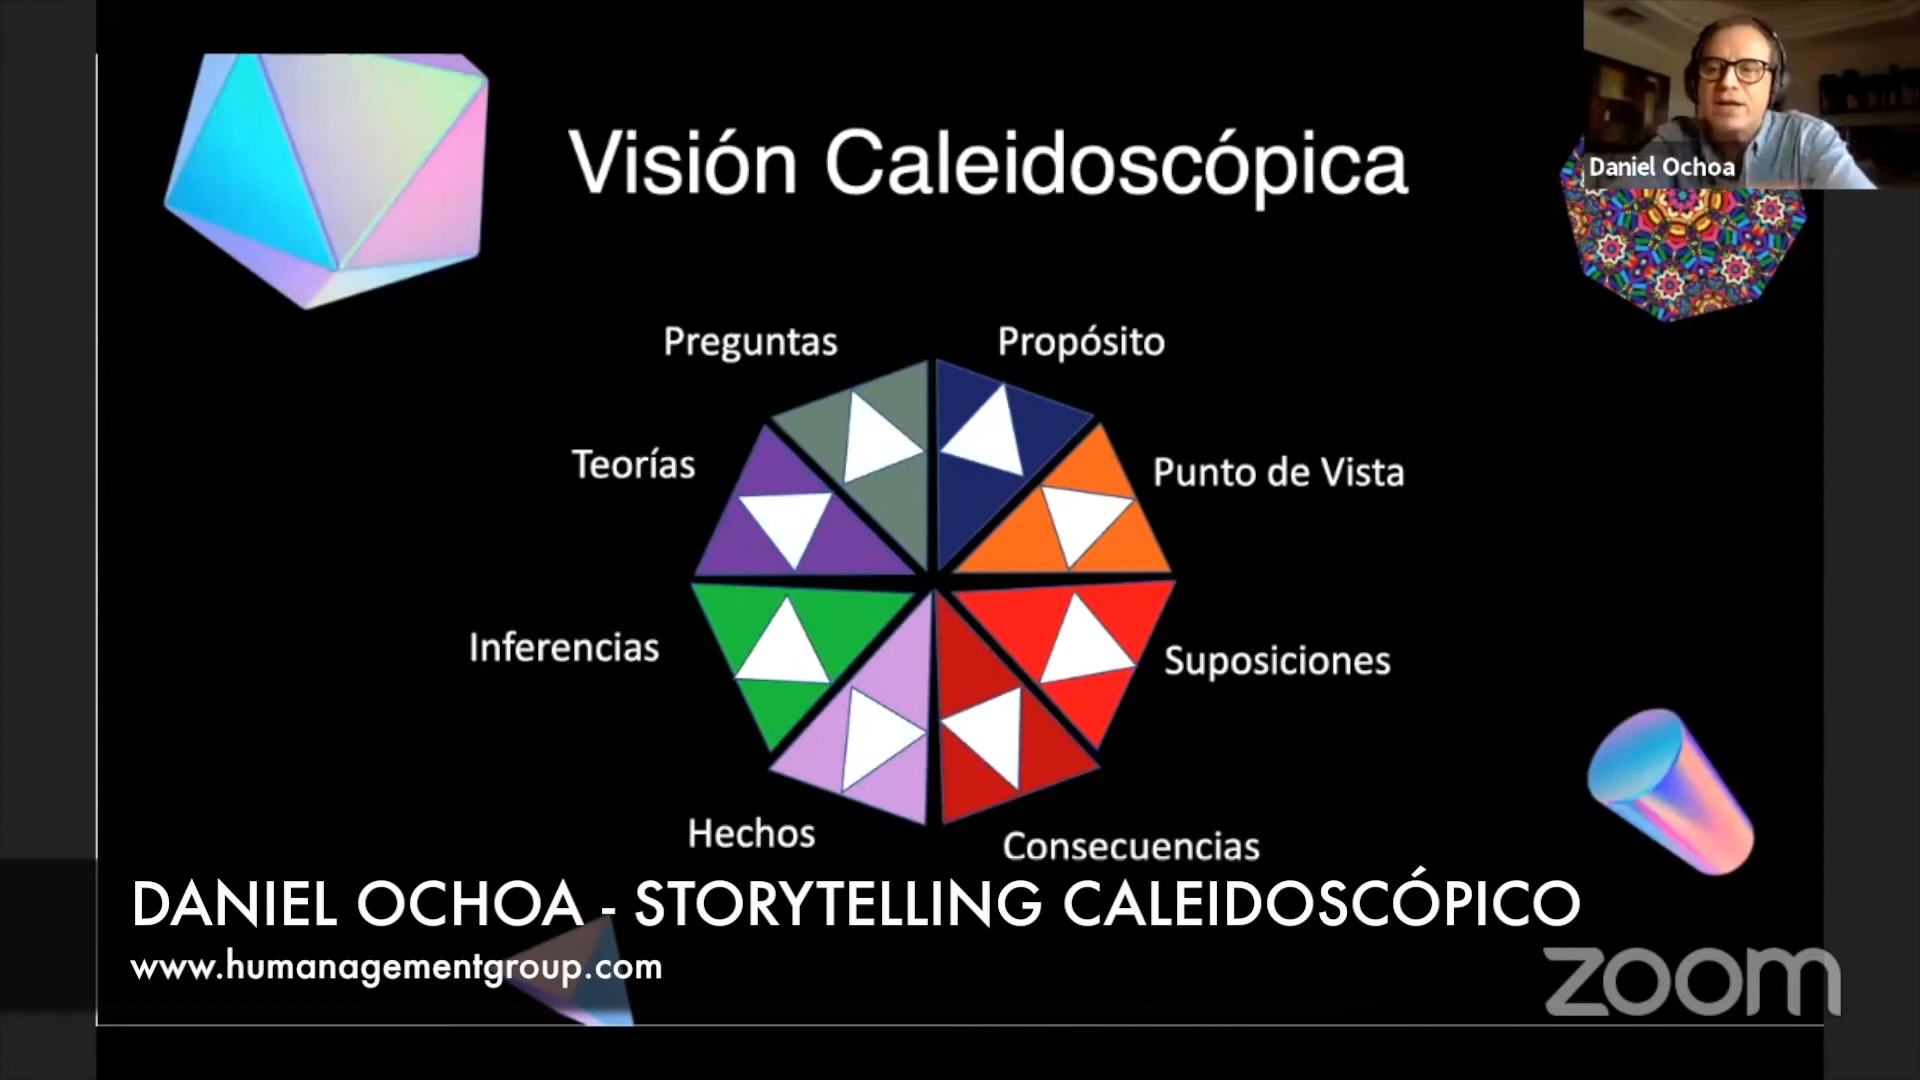 Visión Caleidoscópica
Daniel Ochoa
Preguntas
Propósito
Teorías
Punto de Vista
Inferencias
Suposiciones
Hechos
Consecuencias
DANIEL OCHOA - STORYTELLING CALEIDOSCÓPICO
www.humanagementgroup.com
zoom